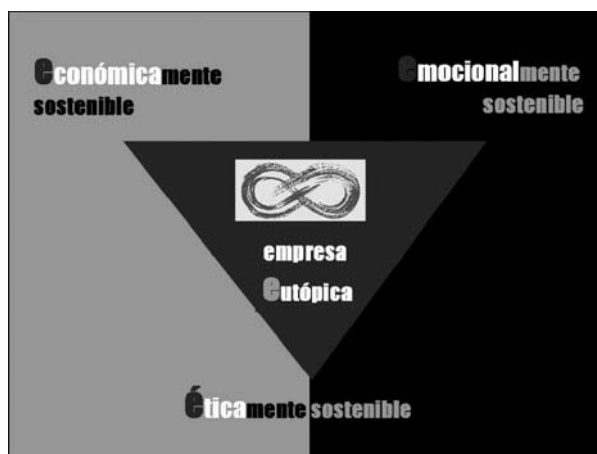 económicamente
sostenible
emocionalmente
sostenible
empresa
eutópica
éticamente sostenible